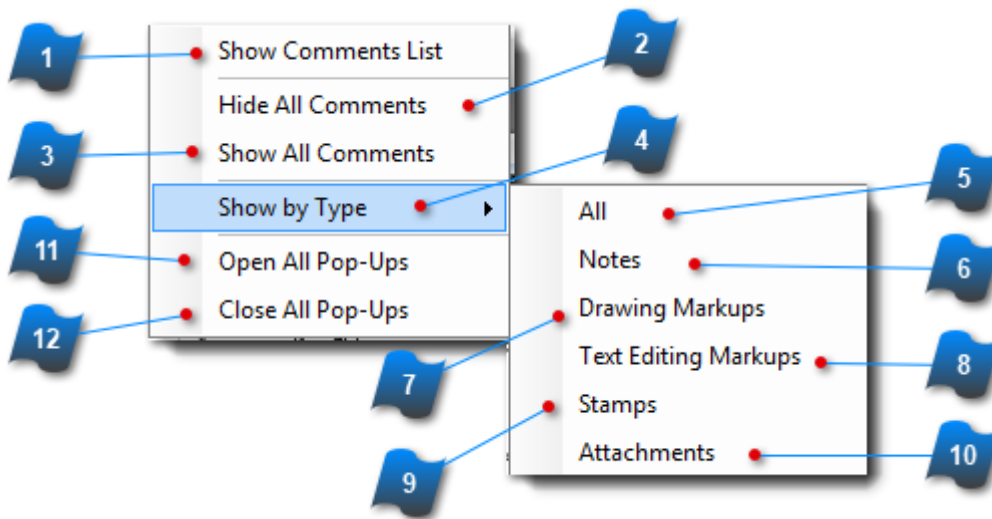 1
Show Comments List
2
Hide All Comments
3
Show All Comments
4
Show by Type
5
All
11
Open All Pop-Ups
Notes
6
12
Close All Pop-Ups
Drawing Markups
7
Text Editing Markups
8
Stamps
9
Attachments
10